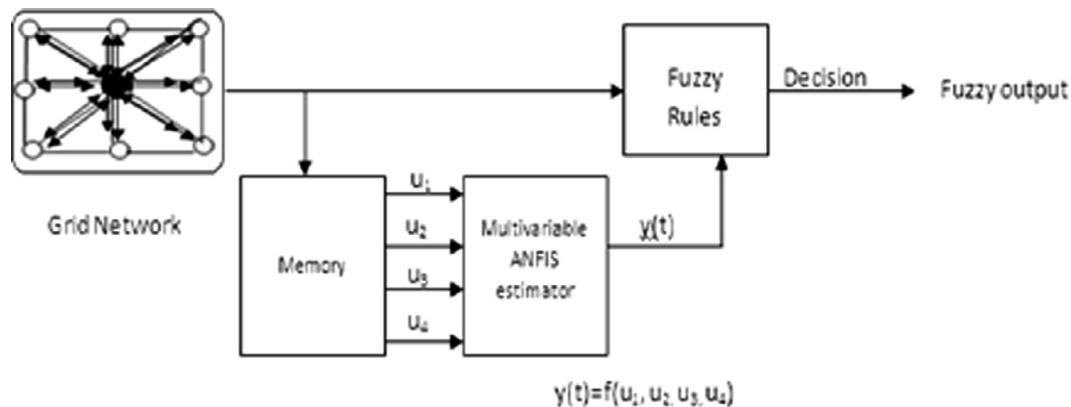 Grid Network
Fuzzy
Rules
Decision
Fuzzy output
Memory
u₁
u₂
u₃
u₄
Multivariable
ANFIS
estimator
y(t)
y(t)=f(u₁, u₂, u₃, u₄)